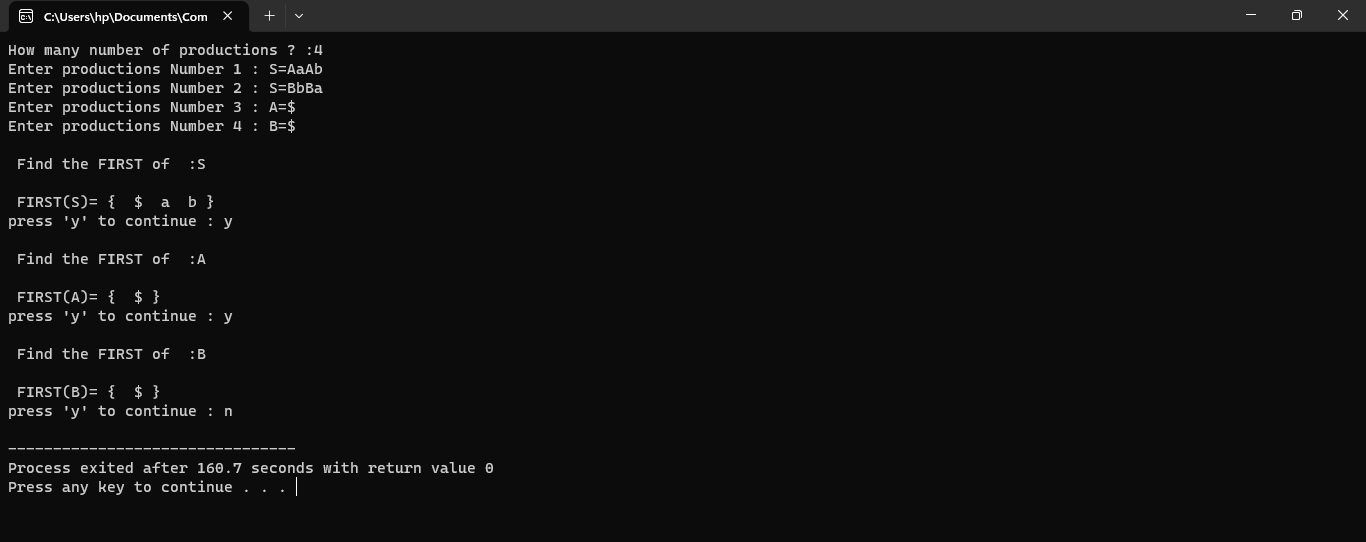 C:\Users\hp\Documents\Com
How many number of productions ? :4
Enter productions Number 1 : S=AaAb
Enter productions Number 2 : S=BbBa
Enter productions Number 3 : A=$
Enter productions Number 4 : B=$
Find the FIRST of  :S
FIRST(S)= {  $  a  b }
press 'y' to continue : y
Find the FIRST of  :A
FIRST(A)= {  $ }
press 'y' to continue : y
Find the FIRST of  :B
FIRST(B)= {  $ }
press 'y' to continue : n
--------------------------------
Process exited after 160.7 seconds with return value 0
Press any key to continue . . .